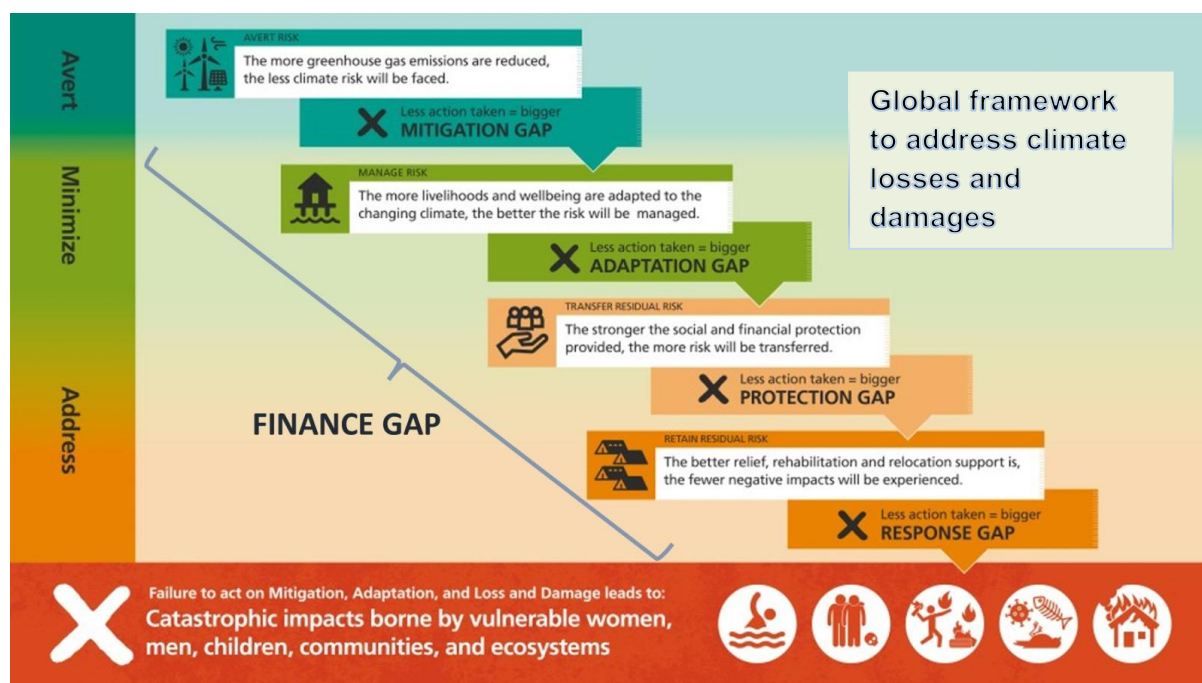 Avert
AVERT RISK
The more greenhouse gas emissions are reduced,
the less climate risk will be faced.
Less action taken = bigger
MITIGATION GAP
Global framework
to address climate
losses and
damages
Minimize
MANAGE RISK
The more livelihoods and wellbeing are adapted to the
changing climate, the better the risk will be managed.
Less action taken = bigger
ADAPTATION GAP
TRANSFER RESIDUAL RISK
The stronger the social and financial protection
provided, the more risk will be transferred.
Less action taken = bigger
PROTECTION GAP
Address
FINANCE GAP
RETAIN RESIDUAL RISK
The better relief, rehabilitation and relocation support is,
the fewer negative impacts will be experienced.
Less action taken = bigger
RESPONSE GAP
Failure to act on Mitigation, Adaptation, and Loss and Damage leads to:
Catastrophic impacts borne by vulnerable women,
men, children, communities, and ecosystems